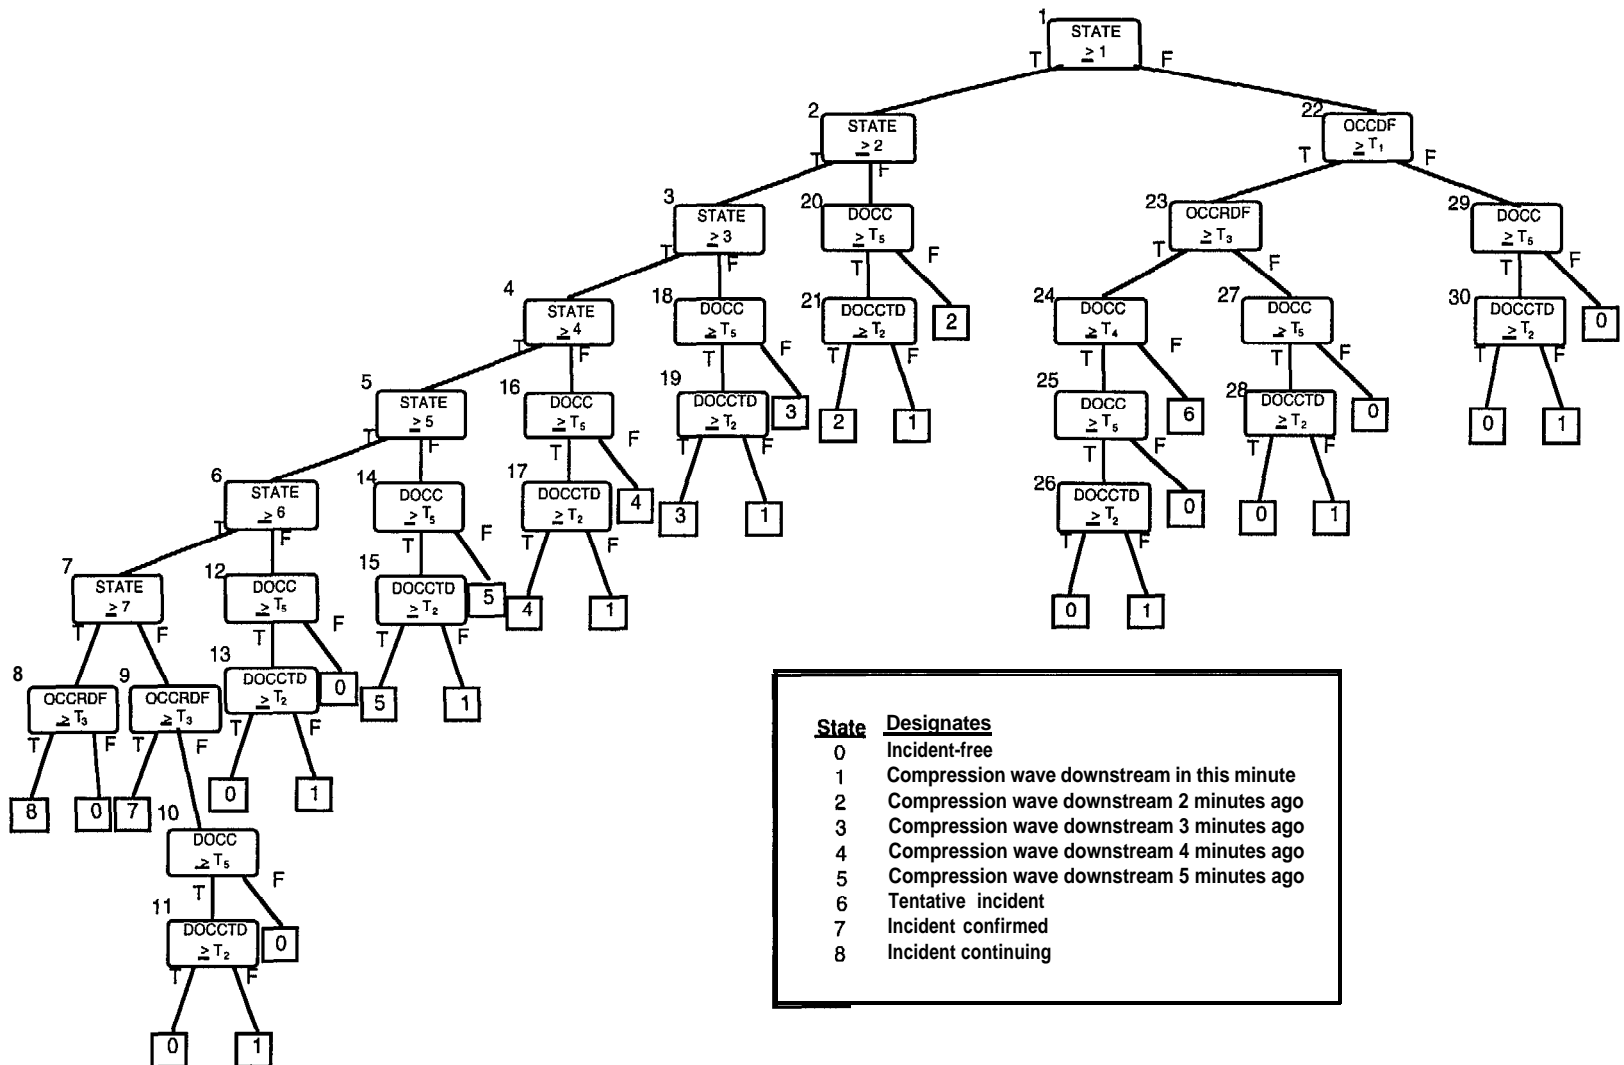 1
STATE
≥ 1
T
F
2
STATE
≥ 2
22
OCCDF
≥ T1
T
F
T
F
3
STATE
≥ 3
20
DOCC
≥ T5
23
OCCRDF
≥ T3
29
DOCC
≥ T5
T
F
T
F
T
F
T
F
4
STATE
≥ 4
18
DOCC
≥ T5
21
DOCCTD
≥ T2
2
24
DOCC
≥ T4
27
DOCC
≥ T5
30
DOCCTD
≥ T2
0
T
F
T
F
T
F
T
F
T
F
T
F
5
STATE
≥ 5
16
DOCC
≥ T5
19
DOCCTD
≥ T2
3
2
1
25
DOCC
≥ T5
6
28
DOCCTD
≥ T2
0
0
1
T
F
T
F
T
F
T
F
T
F
6
STATE
≥ 6
14
DOCC
≥ T5
17
DOCCTD
≥ T2
4
3
1
26
DOCCTD
≥ T2
0
0
1
T
F
T
F
T
F
T
F
7
STATE
≥ 7
12
DOCC
≥ T5
15
DOCCTD
≥ T2
5
4
1
0
1
T
F
T
F
T
F
8
OCCRDF
≥ T3
9
OCCRDF
≥ T3
13
DOCCTD
≥ T2
0
5
1
T
F
T
F
T
F
8
0
7
0
1
10
DOCC
≥ T5
T
F
11
DOCCTD
≥ T2
0
T
F
0
1
State Designates
0 Incident-free
1 Compression wave downstream in this minute
2 Compression wave downstream 2 minutes ago
3 Compression wave downstream 3 minutes ago
4 Compression wave downstream 4 minutes ago
5 Compression wave downstream 5 minutes ago
6 Tentative incident
7 Incident confirmed
8 Incident continuing